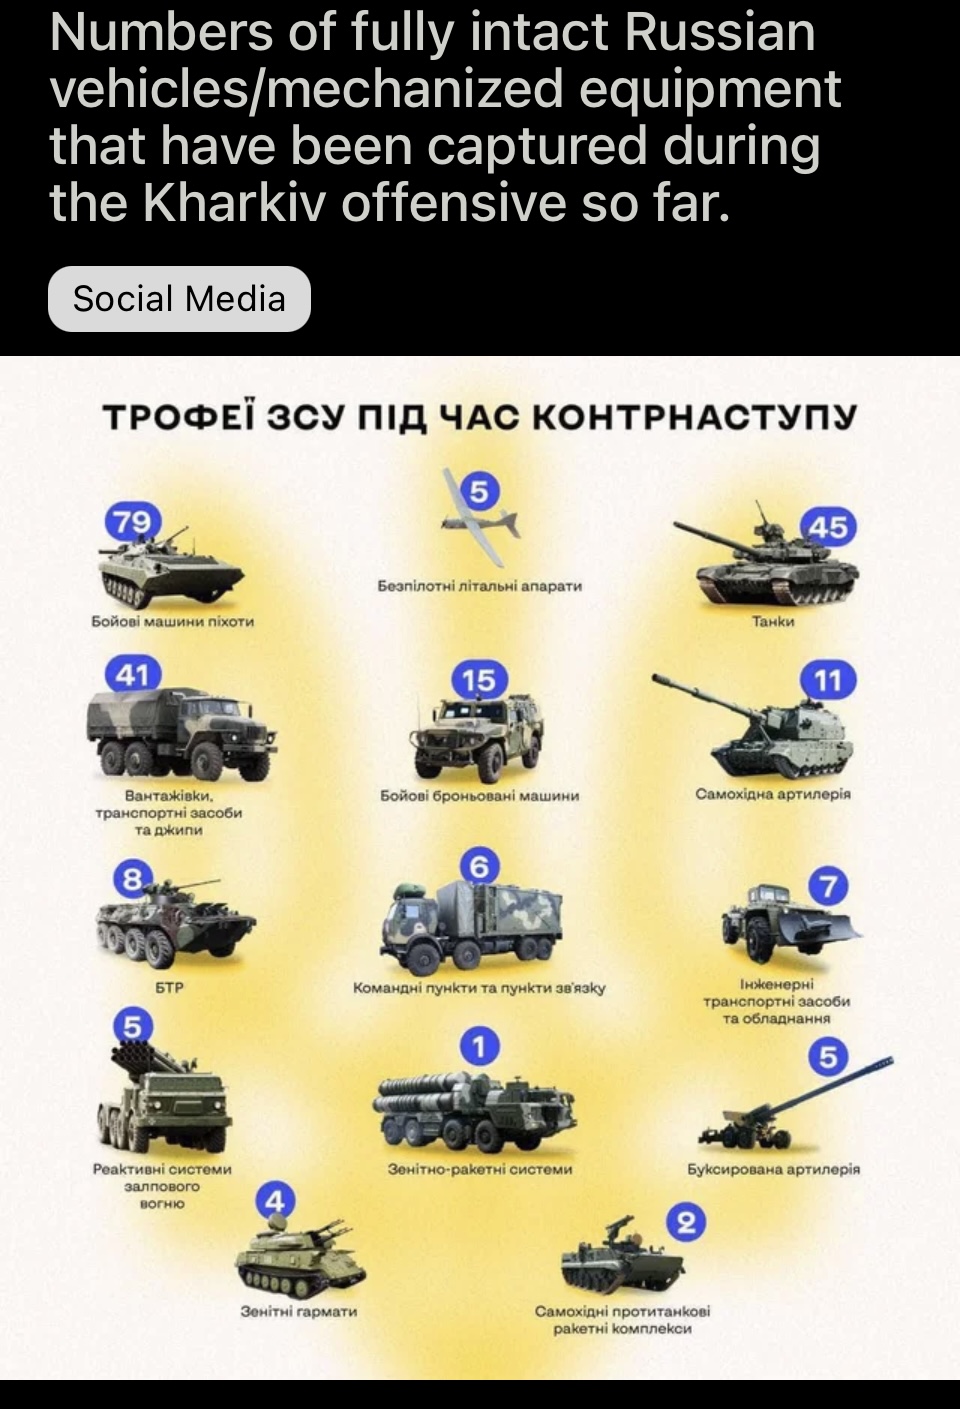 Numbers of fully intact Russian
vehicles/mechanized equipment
that have been captured during
the Kharkiv offensive so far.
Social Media
ТРОФЕЇ ЗСУ ПІД ЧАС КОНТРНАСТУПУ
79
Бойові машини піхоти
5
Безпілотні літальні апарати
45
Танки
41
Вантажівки,
транспортні засоби
та джипи
15
Бойові броньовані машини
11
Самохідна артилерія
8
БТР
6
Командні пункти та пункти зв'язку
7
Інженерні
транспортні засоби
та обладнання
5
Реактивні системи
залпового
вогню
1
Зенітно-ракетні системи
5
Буксирована артилерія
4
Зенітні гармати
2
Самохідні протитанкові
ракетні комплекси